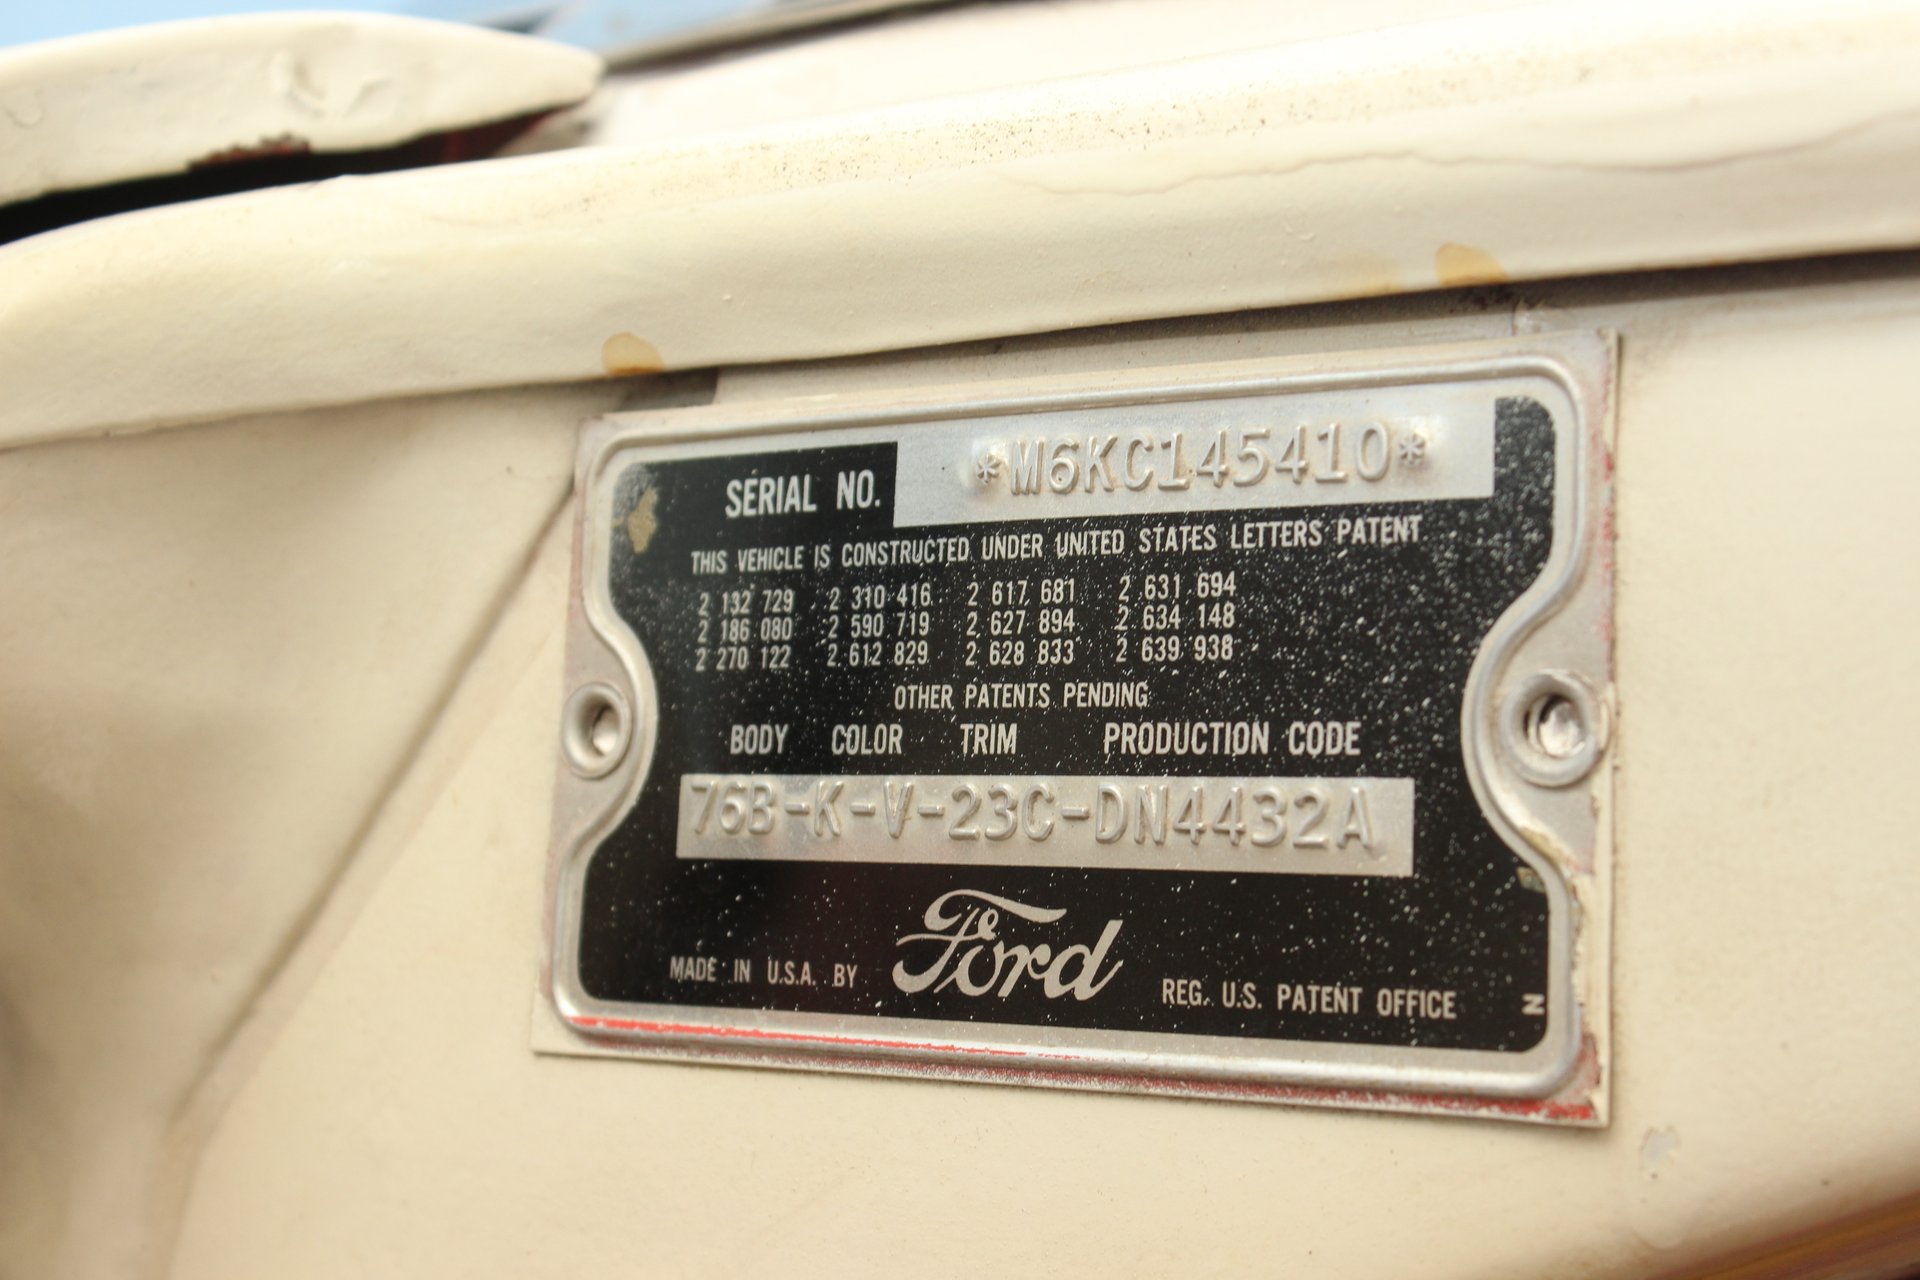 SERIAL NO. *M6KC145410*
THIS VEHICLE IS CONSTRUCTED UNDER UNITED STATES LETTERS PATENT
2 132 729 2 310 416 2 617 681 2 631 694
2 186 080 2 590 719 2 627 894 2 634 148
2 270 122 2 612 829 2 628 833 2 639 938
OTHER PATENTS PENDING
BODY COLOR TRIM PRODUCTION CODE
76B-K-V-23C-DN4432A
MADE IN U.S.A. BY Ford REG. U.S. PATENT OFFICE
N